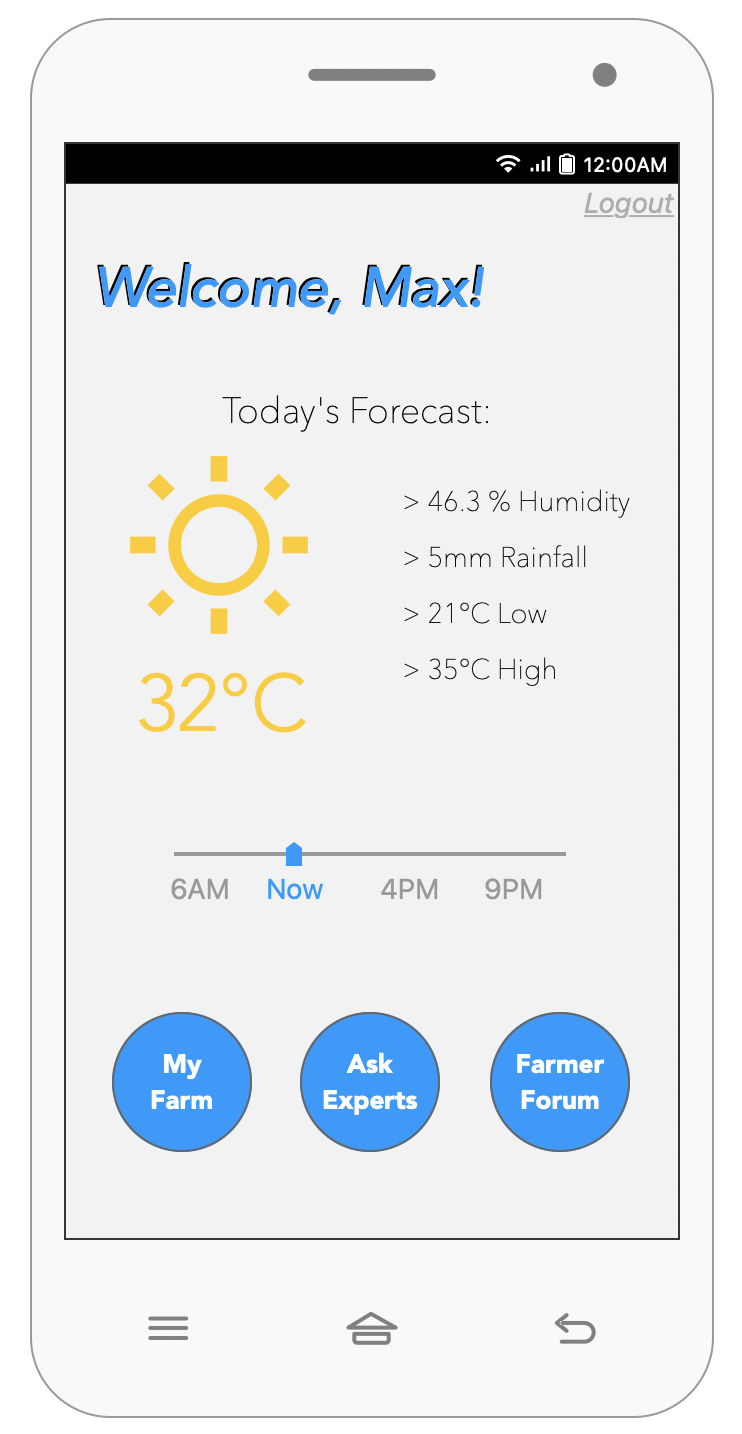 12:00AM
Logout
Welcome, Max!
Today's Forecast:
> 46.3 % Humidity
> 5mm Rainfall
> 21°C Low
> 35°C High
32°C
6AM Now 4PM 9PM
My Farm
Ask Experts
Farmer Forum